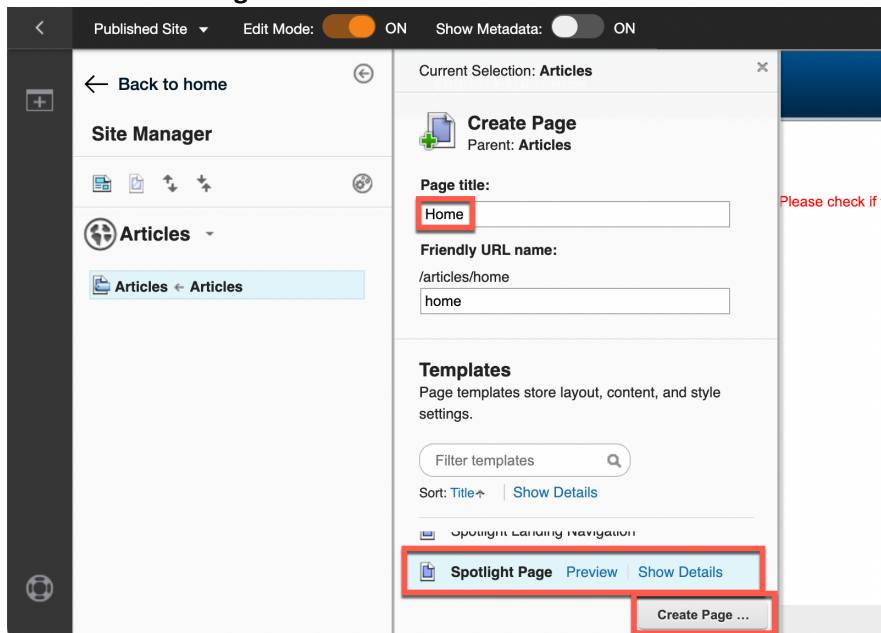 Published Site Edit Mode: ON Show Metadata: ON
Back to home
Site Manager
Articles
Articles ← Articles
Current Selection: Articles ×
Create Page
Parent: Articles
Page title:
Home
Friendly URL name:
/articles/home
home
Templates
Page templates store layout, content, and style
settings.
Filter templates
Sort: Title Show Details
Spotlight Landing Navigation
Spotlight Page Preview Show Details
Create Page ...
Please check if